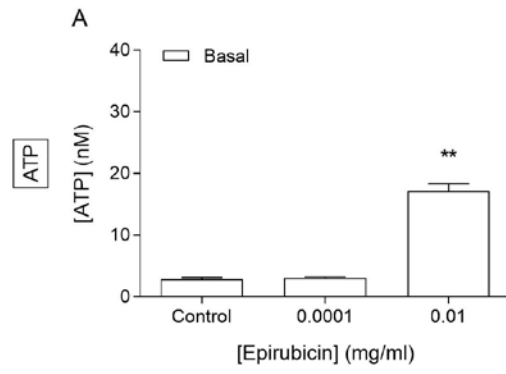 A
40
30
20
10
0
Basal
**
ATP
[ATP] (nM)
Control 0.0001 0.01
[Epirubicin] (mg/ml)